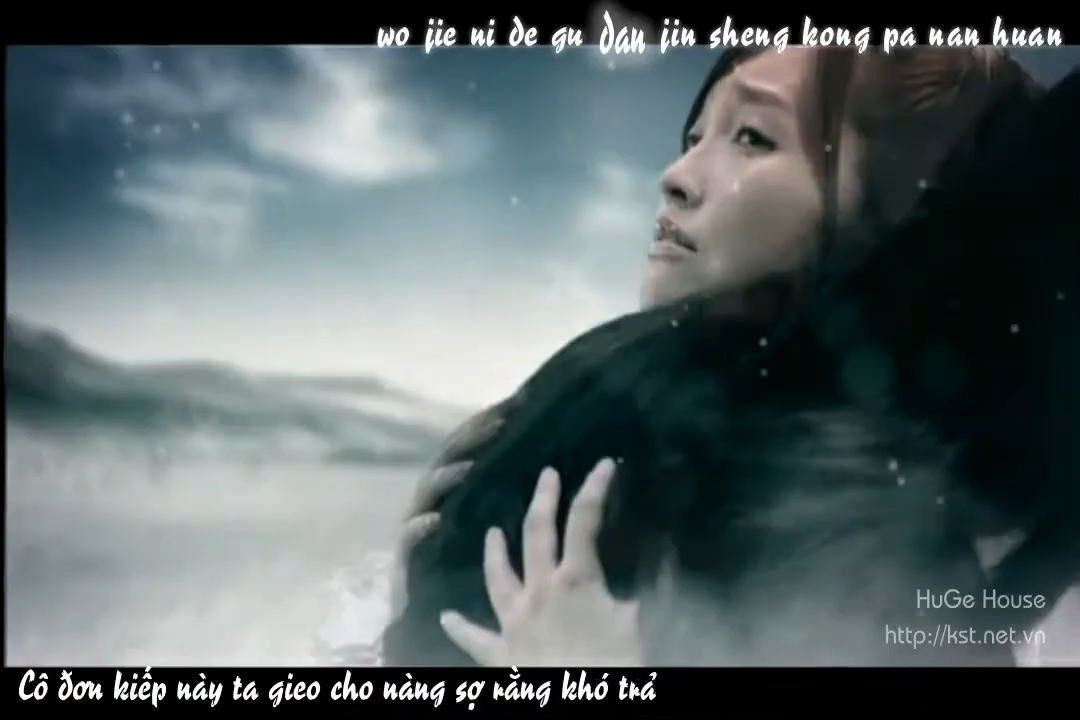 wo jie ni de gu dan jin sheng kong pa nan huan
HuGe House
http://kst.net.vn
Cô đơn kiếp này ta gieo cho nàng sợ rằng khó trả